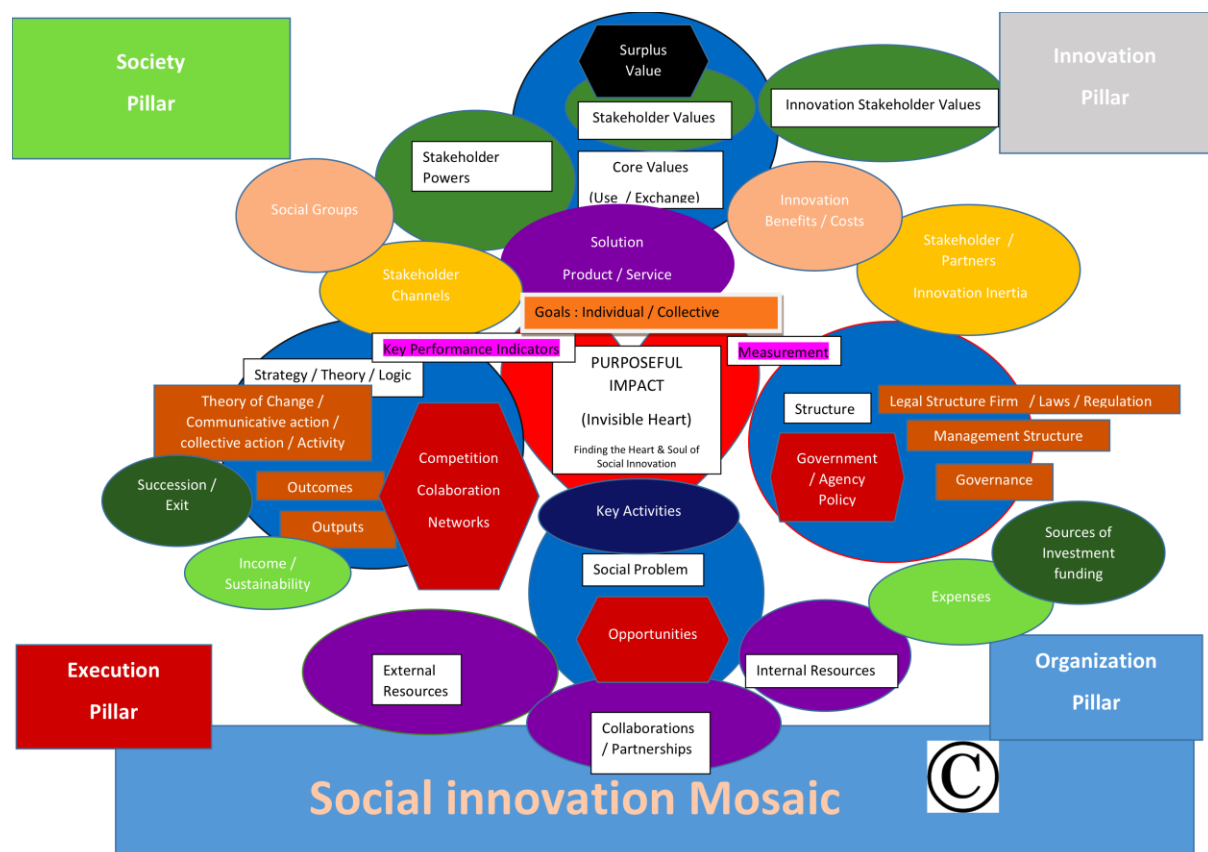 Society
Pillar
Surplus
Value
Innovation
Pillar
Stakeholder Values
Innovation Stakeholder Values
Stakeholder
Powers
Core Values
(Use / Exchange)
Social Groups
Innovation
Benefits / Costs
Solution
Product / Service
Stakeholder /
Partners
Innovation Inertia
Stakeholder
Channels
Goals : Individual / Collective
Key Performance Indicators
Measurement
Strategy / Theory / Logic
PURPOSEFUL
IMPACT
(Invisible Heart)
Finding the Heart & Soul of
Social Innovation
Theory of Change /
Communicative action /
collective action / Activity
Structure
Legal Structure Firm / Laws / Regulation
Management Structure
Governance
Competition
Colaboration
Networks
Government
/ Agency
Policy
Succession /
Exit
Outcomes
Outputs
Key Activities
Sources of
Investment
funding
Income /
Sustainability
Social Problem
Expenses
Opportunities
External
Resources
Internal Resources
Execution
Pillar
Organization
Pillar
Collaborations
/ Partnerships
Social innovation Mosaic
©